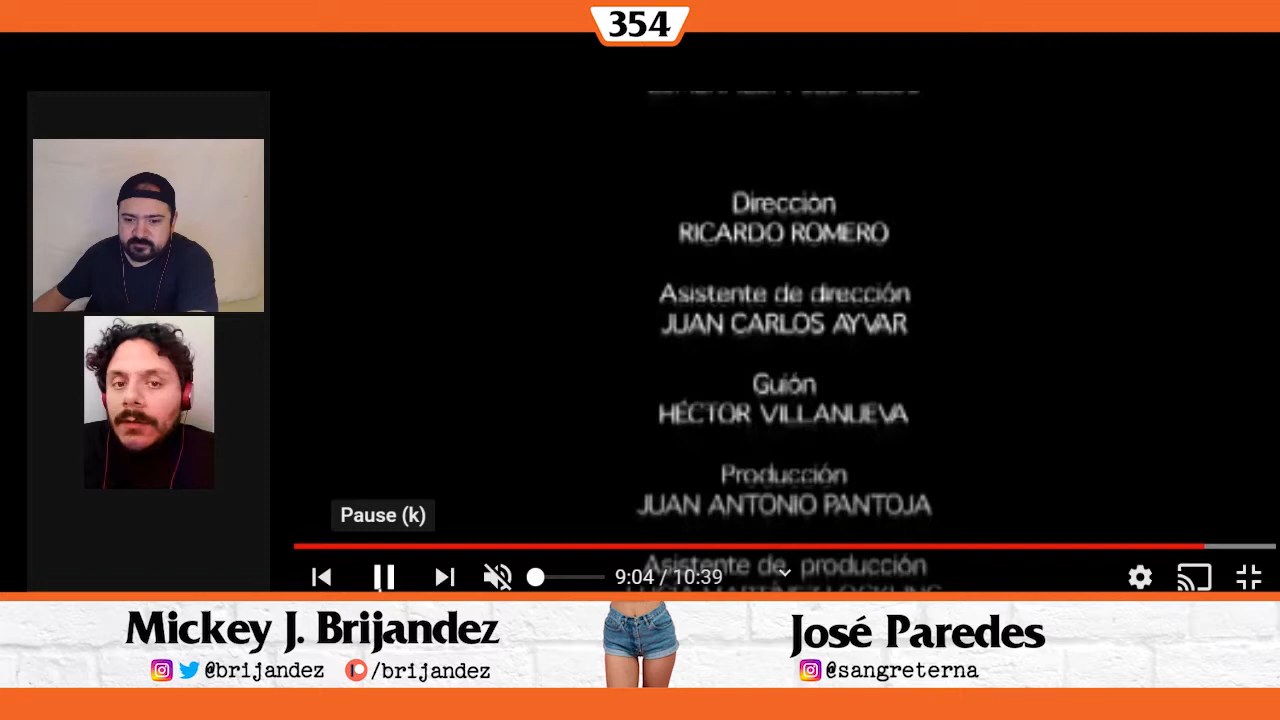 354
Dirección
RICARDO ROMERO
Asistente de dirección
JUAN CARLOS AYVAR
Guión
HÉCTOR VILLANUEVA
Producción
JUAN ANTONIO PANTOJA
Pause (k)
Asistente de producción
9:04 / 10:39
Mickey J. Brijandez
@brijandez /brijandez
José Paredes
@sangreterna